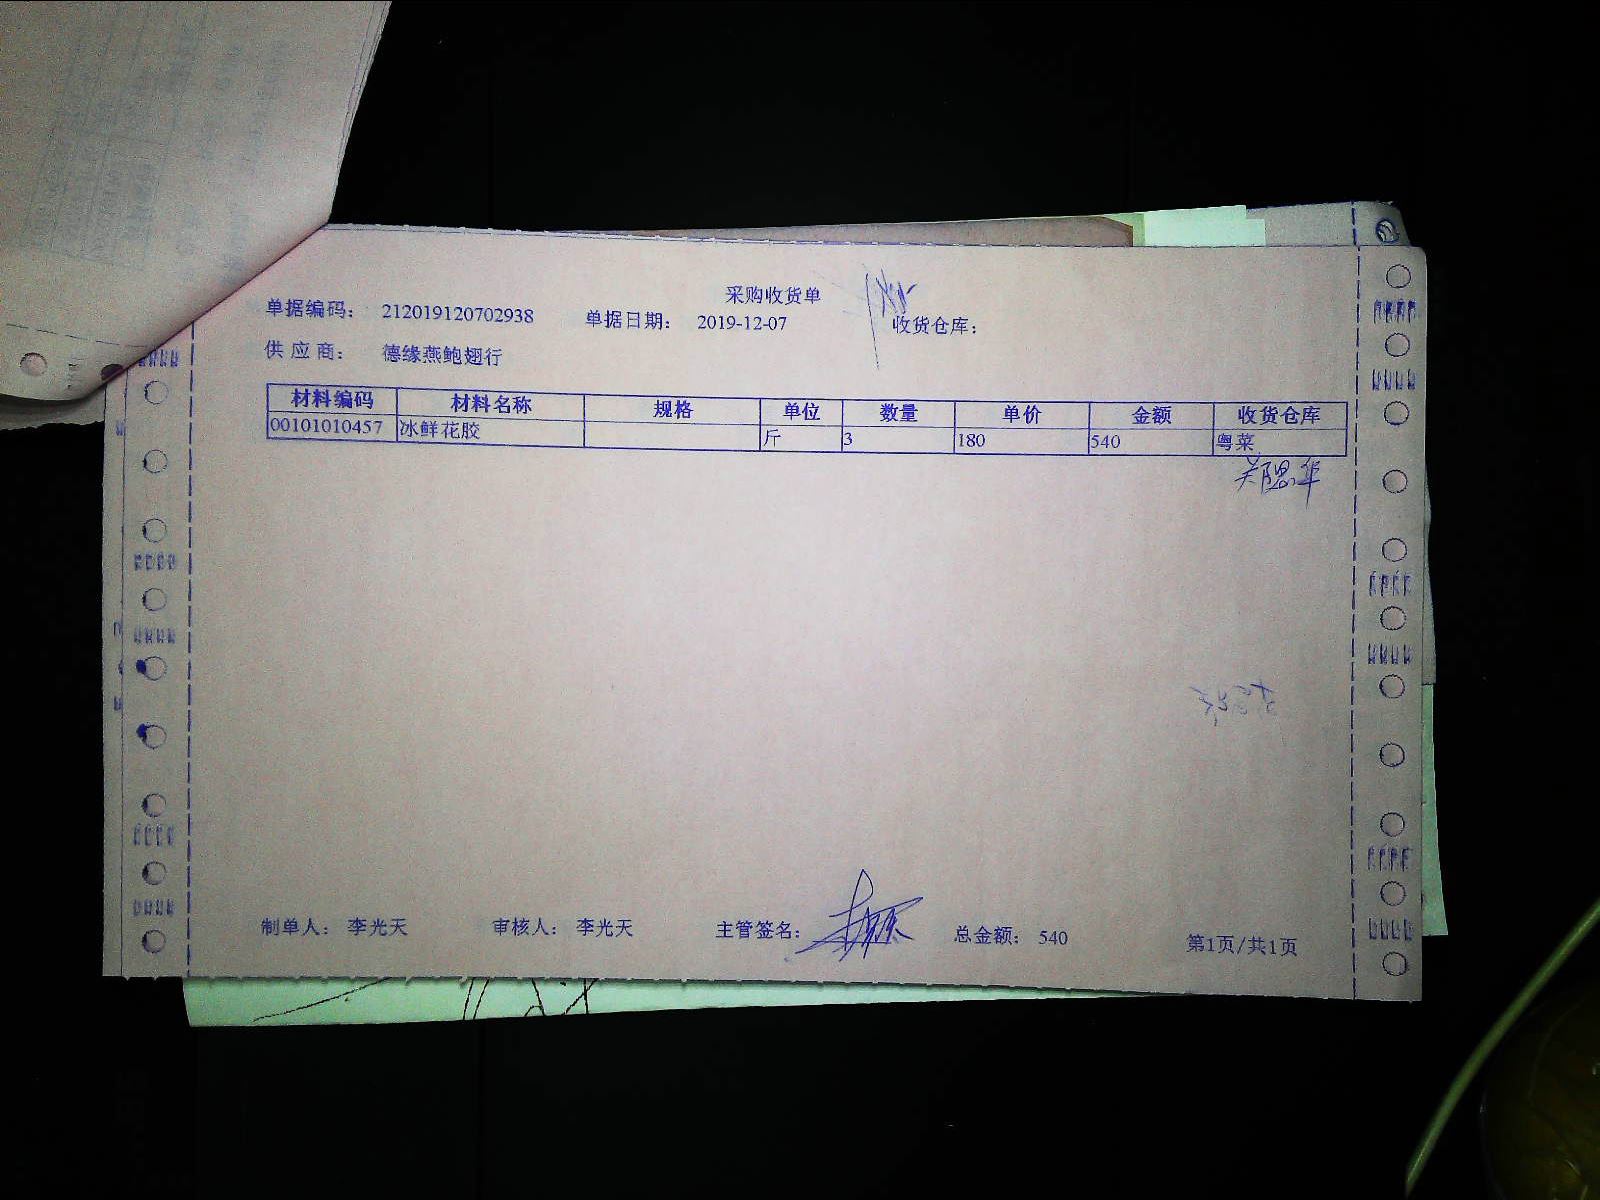 采购收货单
单据编码： 212019120702938 单据日期： 2019-12-07 收货仓库：
供应商： 德缘燕鲍翅行
材料编码 材料名称 规格 单位 数量 单价 金额 收货仓库
00101010457 冰鲜花胶 斤 3 180 540 粤菜
制单人： 李光天 审核人： 李光天 主管签名： 总金额： 540 第1页/共1页